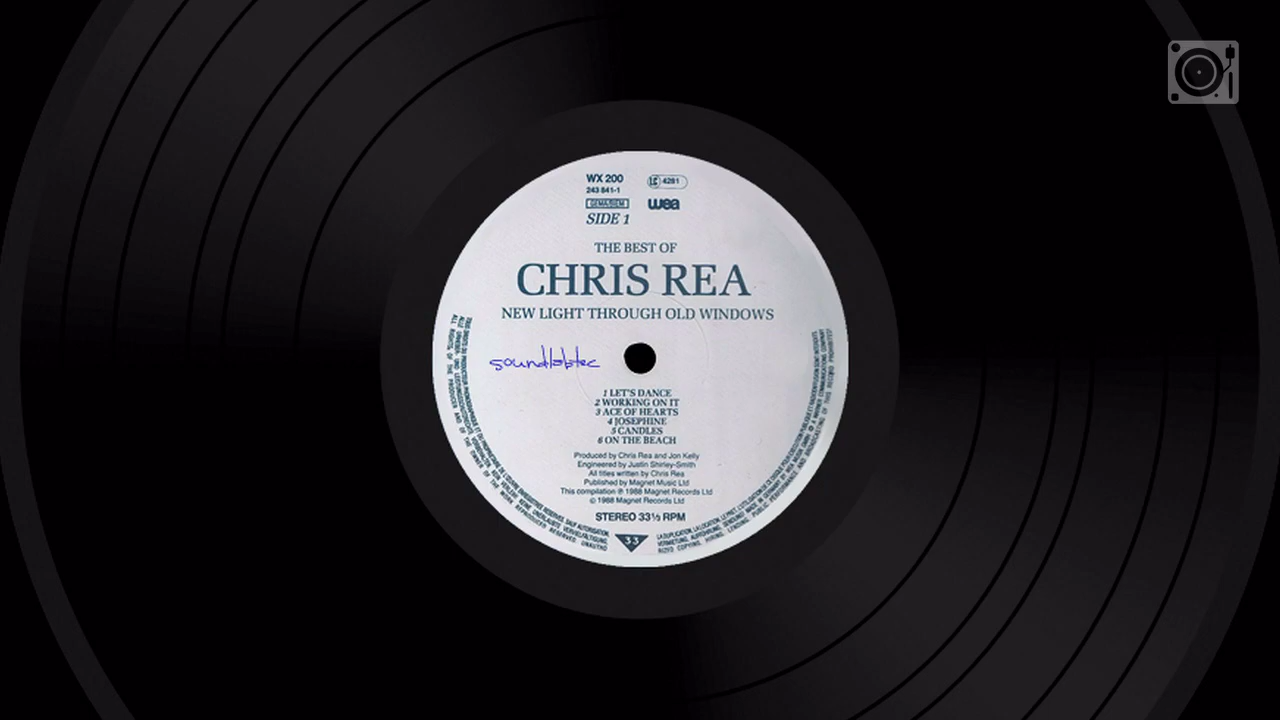 WX 200
243 841-1
LC 4281
GEMA/BIEM
wea
SIDE 1
THE BEST OF
CHRIS REA
NEW LIGHT THROUGH OLD WINDOWS
soundlabtec
1 LET'S DANCE
2 WORKING ON IT
3 ACE OF HEARTS
4 JOSEPHINE
5 CANDLES
6 ON THE BEACH
Produced by Chris Rea and Jon Kelly
Engineered by Justin Shirley-Smith
All titles written by Chris Rea
Published by Magnet Music Ltd
This compilation ℗ 1988 Magnet Records Ltd
© 1988 Magnet Records Ltd
STEREO 33⅓ RPM
33